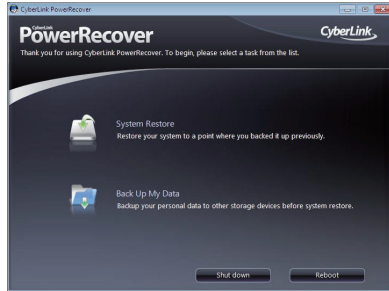 CyberLink PowerRecover
CyberLink
PowerRecover
CyberLink
Thank you for using CyberLink PowerRecover. To begin, please select a task from the list.
System Restore
Restore your system to a point where you backed it up previously.
Back Up My Data
Backup your personal data to other storage devices before system restore.
Shut down
Reboot